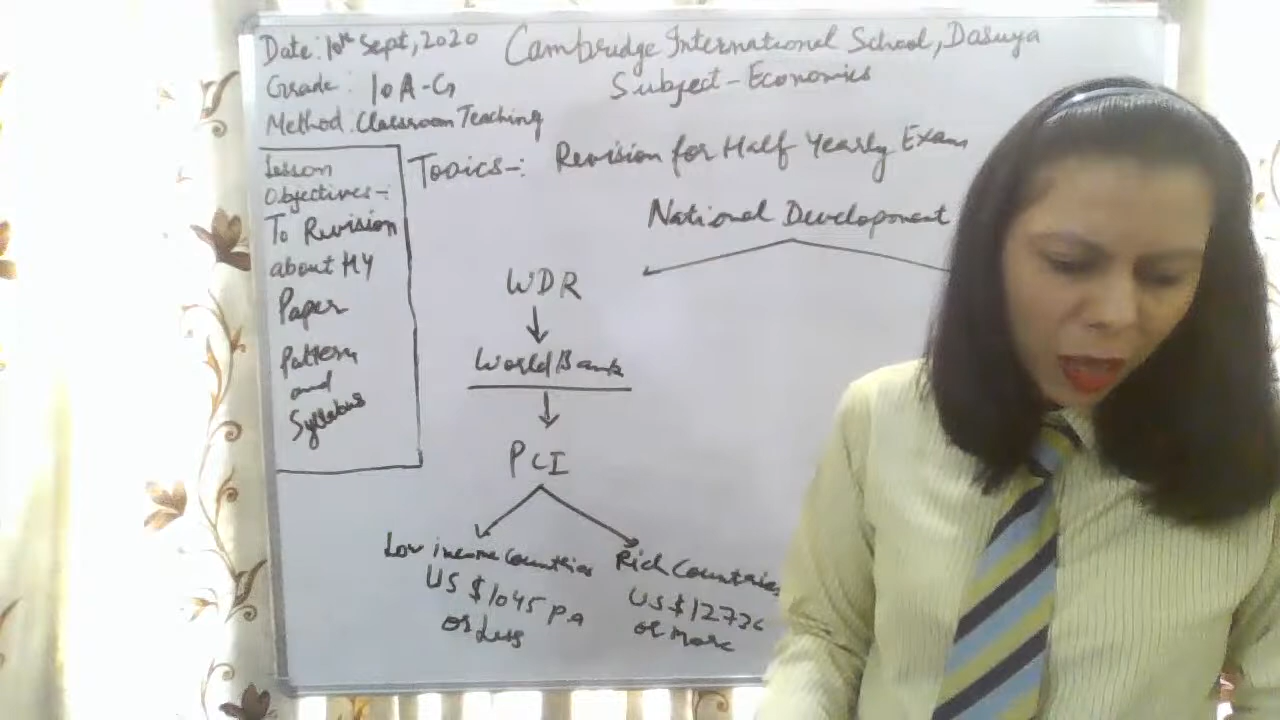 Date: 10th Sept, 2020
Cambridge International School, Dasuya
Grade: 10 A-G
Subject - Economics
Method: Classroom Teaching
Topics-: Revision for Half Yearly Exam
Lesson
Objectives-:
To Revision
about HY
Paper
Pattern
and
Syllabus
National Development
WDR
World Bank
PCI
Low income Countries
US $1045 p.a
or Less
Rich Countries
US $
or More